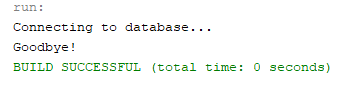 run:
Connecting to database...
Goodbye!
BUILD SUCCESSFUL (total time: 0 seconds)